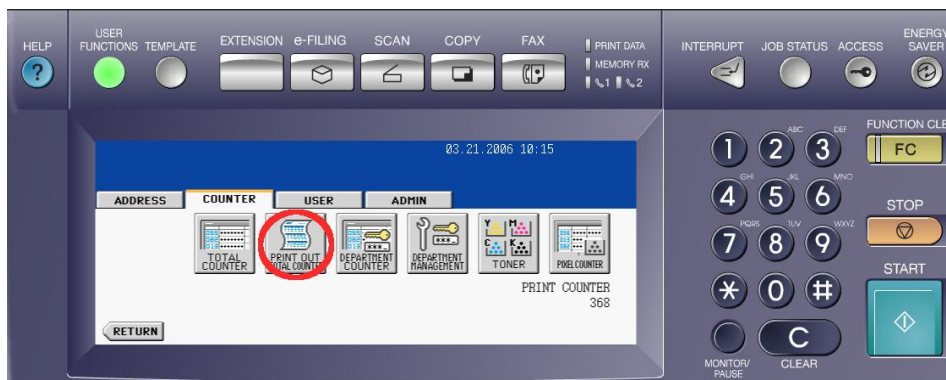 HELP
USER
FUNCTIONS TEMPLATE
EXTENSION e-FILING SCAN COPY FAX
PRINT DATA
MEMORY RX
1 2
INTERRUPT JOB STATUS ACCESS
ENERGY
SAVER
?
03.21.2006 10:15
ADDRESS COUNTER USER ADMIN
TOTAL
COUNTER
PRINT OUT
TOTAL COUNTER
DEPARTMENT
COUNTER
DEPARTMENT
MANAGEMENT
Y M
C K
TONER
PIXEL COUNTER
PRINT COUNTER
368
RETURN
ABC DEF
1 2 3
GHI JKL MNO
4 5 6
PQRS TUV WXYZ
7 8 9
* 0 #
MONITOR/
PAUSE
C
CLEAR
FUNCTION CLE
FC
STOP
START